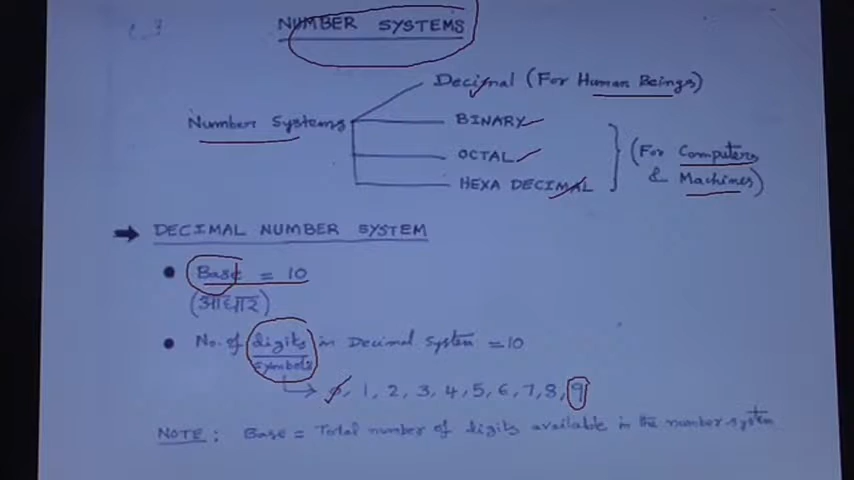 NUMBER SYSTEMS
Decimal (For Human Beings)
Number Systems
BINARY
OCTAL
HEXA DECIMAL
(For Computers
& Machines)
DECIMAL NUMBER SYSTEM
Base = 10
(आधार)
No. of digits in Decimal System = 10
symbols
0, 1, 2, 3, 4, 5, 6, 7, 8, 9
NOTE : Base = Total number of digits available in the number system